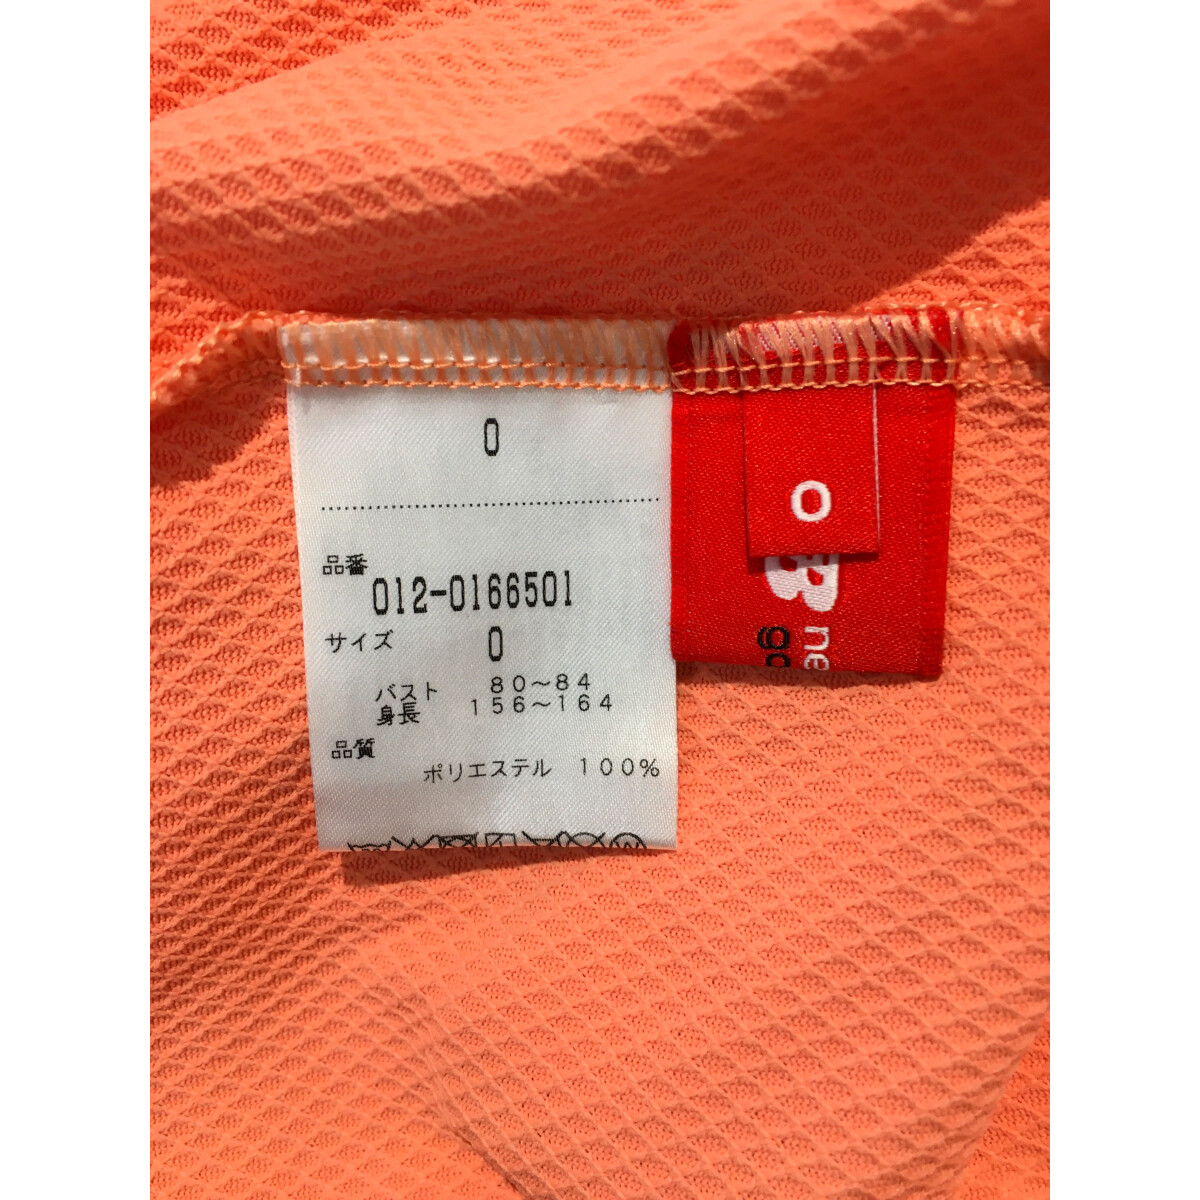 0
品番
012-0166501
サイズ 0
バスト 80~84
身長 156~164
品質
ポリエステル 100%
0
B
ne
go